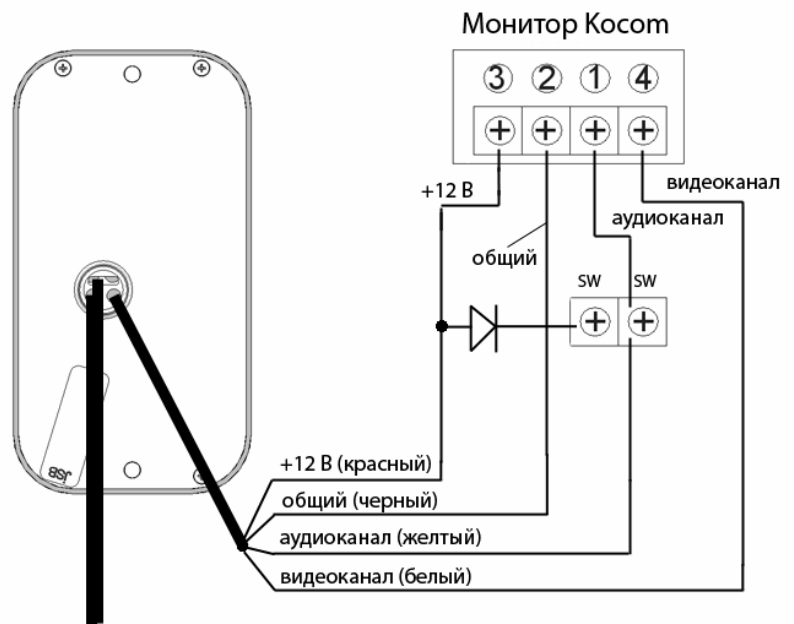 Монитор Kocom
3 2 1 4
+12 В
видеоканал
аудиоканал
общий
SW SW
+12 В (красный)
общий (черный)
аудиоканал (желтый)
видеоканал (белый)
JSB